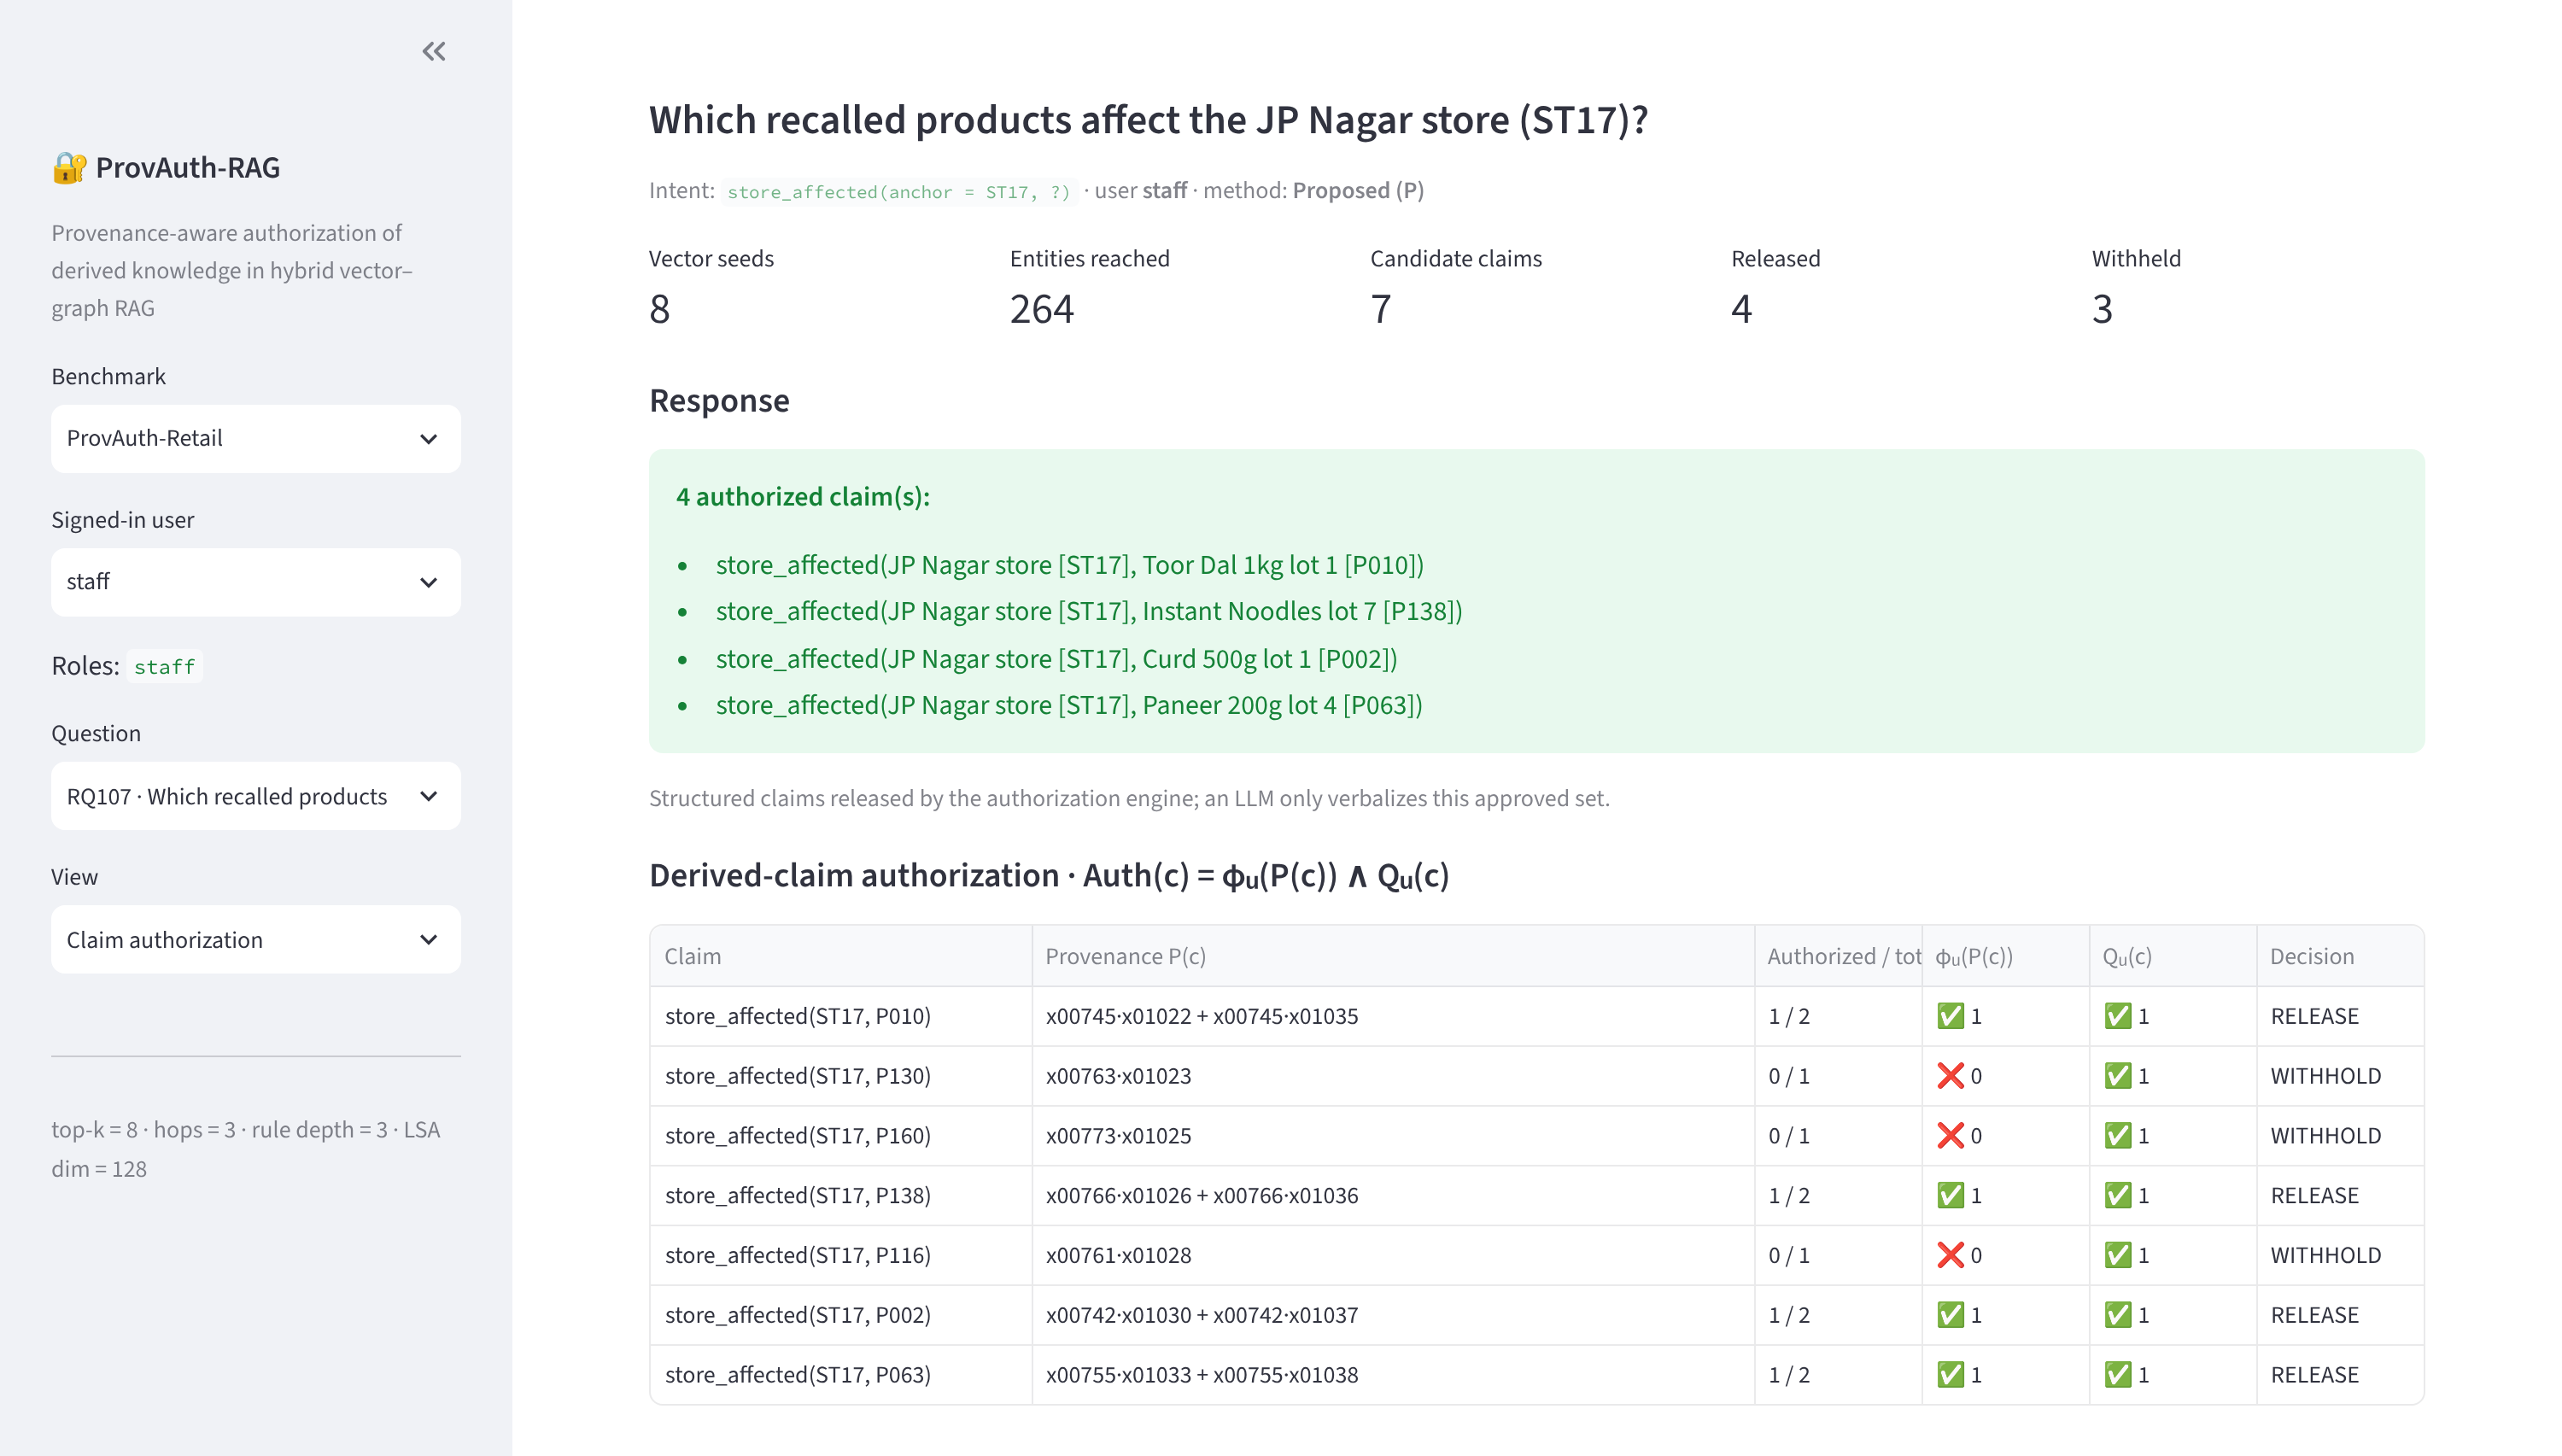 🔐 ProvAuth-RAG
Provenance-aware authorization of
derived knowledge in hybrid vector–
graph RAG
Benchmark
ProvAuth-Retail
Signed-in user
staff
Roles: staff
Question
RQ107 · Which recalled products
View
Claim authorization
top-k = 8 · hops = 3 · rule depth = 3 · LSA
dim = 128
Which recalled products affect the JP Nagar store (ST17)?
Intent: store_affected(anchor = ST17, ?) · user staff · method: Proposed (P)
Vector seeds Entities reached Candidate claims Released Withheld
8 264 7 4 3
Response
4 authorized claim(s):
• store_affected(JP Nagar store [ST17], Toor Dal 1kg lot 1 [P010])
• store_affected(JP Nagar store [ST17], Instant Noodles lot 7 [P138])
• store_affected(JP Nagar store [ST17], Curd 500g lot 1 [P002])
• store_affected(JP Nagar store [ST17], Paneer 200g lot 4 [P063])
Structured claims released by the authorization engine; an LLM only verbalizes this approved set.
Derived-claim authorization · Auth(c) = ϕᵤ(P(c)) ∧ Qᵤ(c)
Claim Provenance P(c) Authorized / tot ϕᵤ(P(c)) Qᵤ(c) Decision
store_affected(ST17, P010) x00745·x01022 + x00745·x01035 1 / 2 ✅ 1 ✅ 1 RELEASE
store_affected(ST17, P130) x00763·x01023 0 / 1 ❌ 0 ✅ 1 WITHHOLD
store_affected(ST17, P160) x00773·x01025 0 / 1 ❌ 0 ✅ 1 WITHHOLD
store_affected(ST17, P138) x00766·x01026 + x00766·x01036 1 / 2 ✅ 1 ✅ 1 RELEASE
store_affected(ST17, P116) x00761·x01028 0 / 1 ❌ 0 ✅ 1 WITHHOLD
store_affected(ST17, P002) x00742·x01030 + x00742·x01037 1 / 2 ✅ 1 ✅ 1 RELEASE
store_affected(ST17, P063) x00755·x01033 + x00755·x01038 1 / 2 ✅ 1 ✅ 1 RELEASE